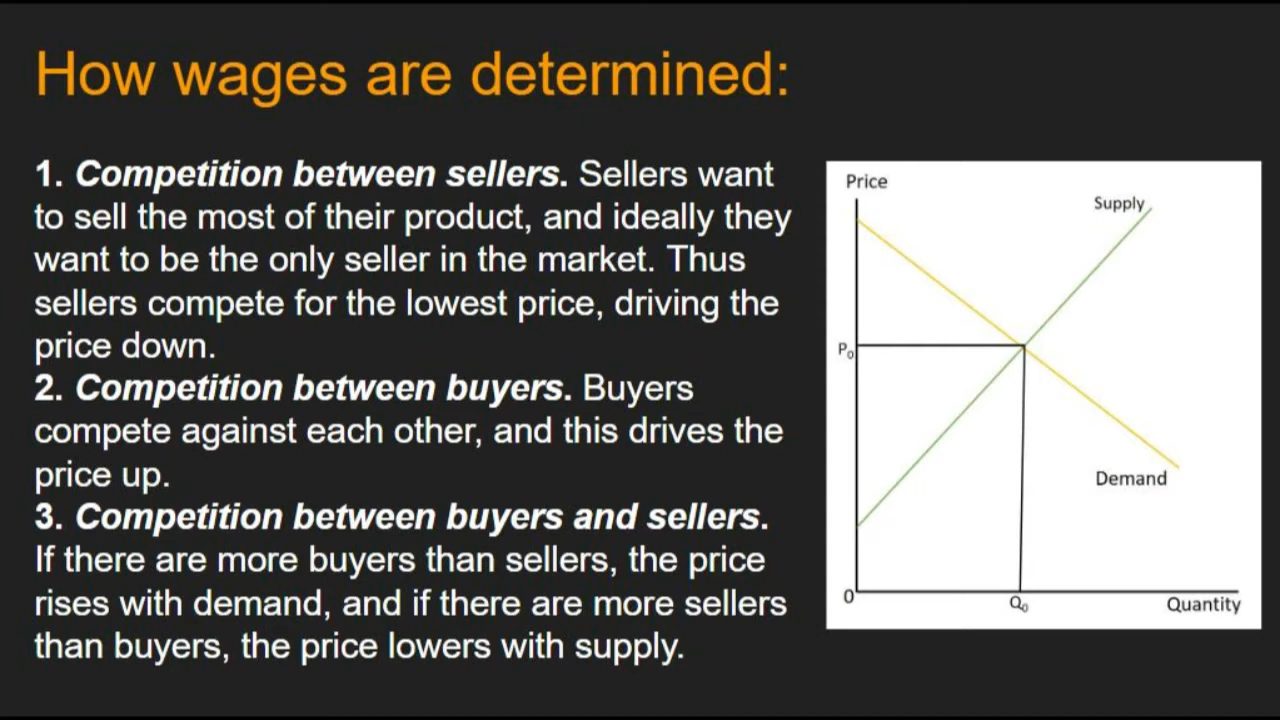 How wages are determined:
1. Competition between sellers. Sellers want
to sell the most of their product, and ideally they
want to be the only seller in the market. Thus
sellers compete for the lowest price, driving the
price down.
2. Competition between buyers. Buyers
compete against each other, and this drives the
price up.
3. Competition between buyers and sellers.
If there are more buyers than sellers, the price
rises with demand, and if there are more sellers
than buyers, the price lowers with supply.
Price
Supply
P₀
Demand
0
Q₀
Quantity